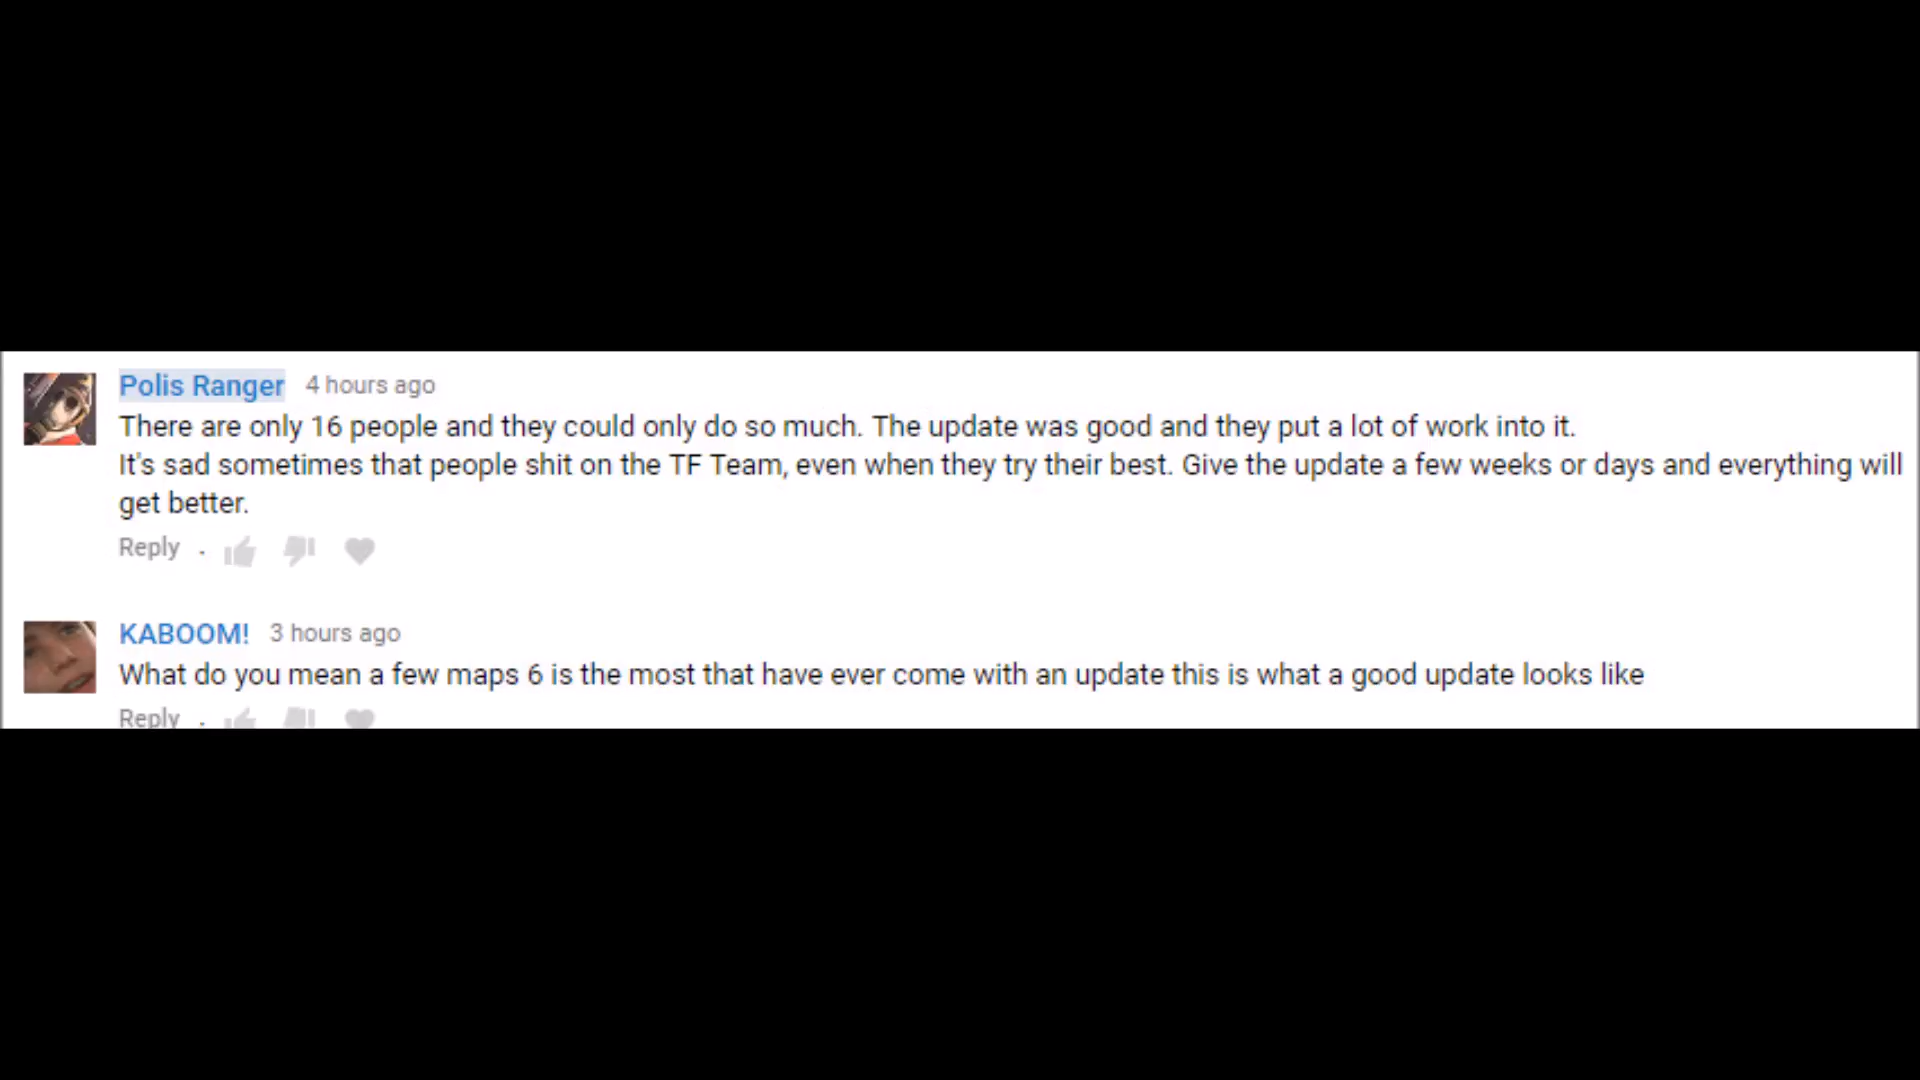 Polis Ranger 4 hours ago
There are only 16 people and they could only do so much. The update was good and they put a lot of work into it.
It's sad sometimes that people shit on the TF Team, even when they try their best. Give the update a few weeks or days and everything will
get better.
Reply .
KABOOM! 3 hours ago
What do you mean a few maps 6 is the most that have ever come with an update this is what a good update looks like
Reply .